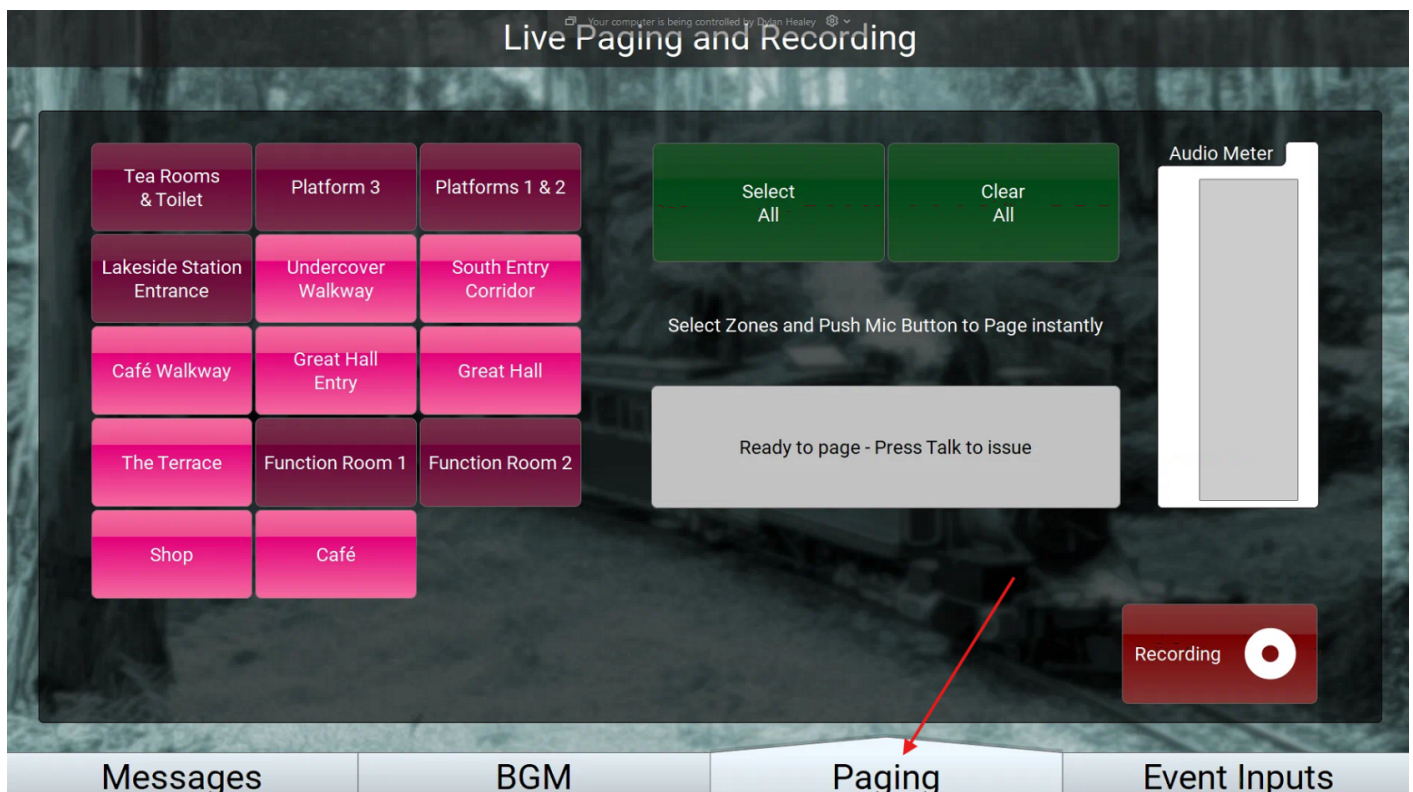 Your computer is being controlled by Dylan Healey
Live Paging and Recording
Tea Rooms
& Toilet
Platform 3
Platforms 1 & 2
Lakeside Station
Entrance
Undercover
Walkway
South Entry
Corridor
Café Walkway
Great Hall
Entry
Great Hall
The Terrace
Function Room 1
Function Room 2
Shop
Café
Select
All
Clear
All
Select Zones and Push Mic Button to Page instantly
Ready to page - Press Talk to issue
Audio Meter
Recording
Messages
BGM
Paging
Event Inputs